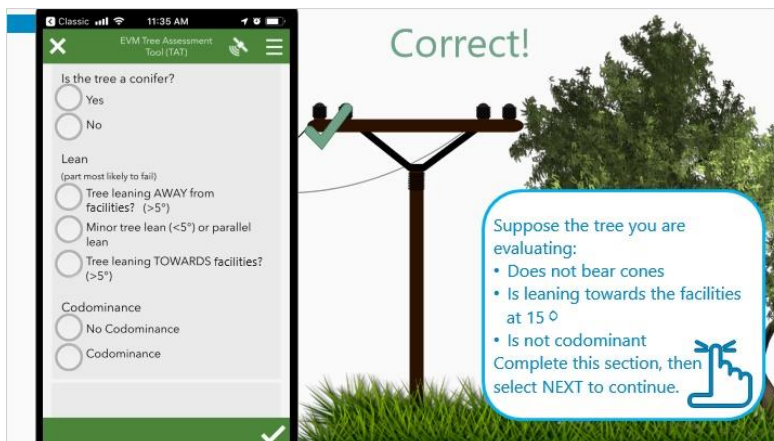 Classic 11:35 AM
EVM Tree Assessment
Tool (TAT)
Correct!
Is the tree a conifer?
Yes
No
Lean
(part most likely to fail)
Tree leaning AWAY from
facilities? (>5°)
Minor tree lean (<5°) or parallel
lean
Tree leaning TOWARDS facilities?
(>5°)
Codominance
No Codominance
Codominance
Suppose the tree you are
evaluating:
• Does not bear cones
• Is leaning towards the facilities
at 15 ◊
• Is not codominant
Complete this section, then
select NEXT to continue.